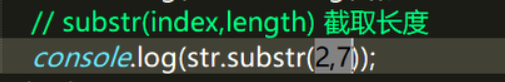 // substr(index,length) 截取长度
console.log(str.substr(2,7));